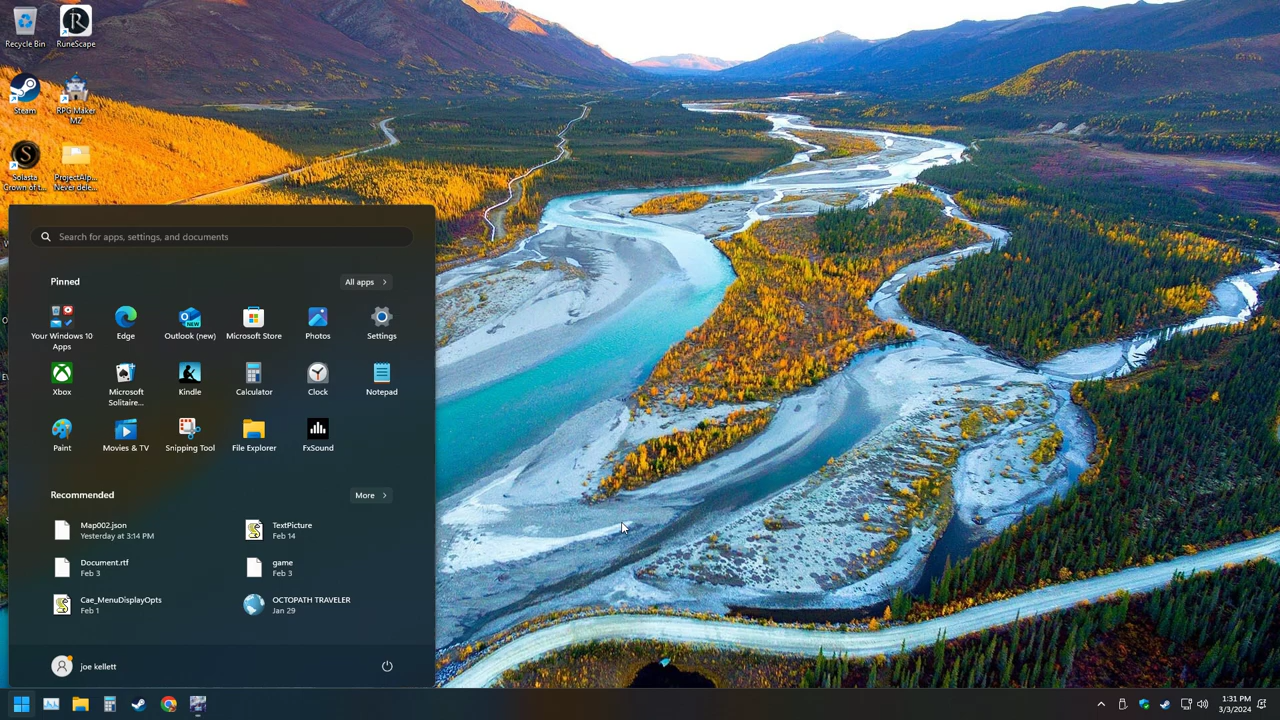 Recycle Bin
RuneScape
Steam
RPG Maker
MZ
Solasta
Crown of t...
ProjectAlp...
Never dele...
Search for apps, settings, and documents
Pinned
All apps
Your Windows 10
Apps
Edge
Outlook (new)
Microsoft Store
Photos
Settings
Xbox
Microsoft
Solitaire...
Kindle
Calculator
Clock
Notepad
Paint
Movies & TV
Snipping Tool
File Explorer
FxSound
Recommended
More
Map002.json
Yesterday at 3:14 PM
TextPicture
Feb 14
Document.rtf
Feb 3
game
Feb 3
Cae_MenuDisplayOpts
Feb 1
OCTOPATH TRAVELER
Jan 29
joe kellett
1:31 PM
3/3/2024